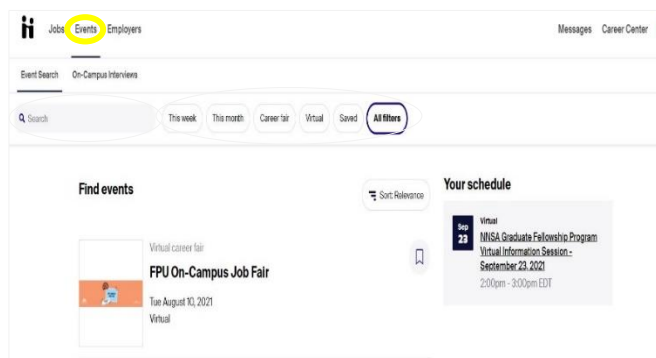 Jobs Events Employers Messages Career Center
Event Search On-Campus Interviews
Search This week This month Career fair Virtual Saved All filters
Find events
Sort: Relevance
Virtual career fair
FPU On-Campus Job Fair
Tue August 10, 2021
Virtual
Your schedule
Sep
23
Virtual
NNSA Graduate Fellowship Program
Virtual Information Session -
September 23, 2021
2:00pm - 3:00pm EDT